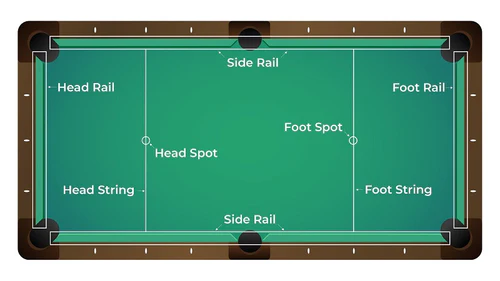 Side Rail
Head Rail
Foot Rail
Foot Spot
Head Spot
Head String
Foot String
Side Rail